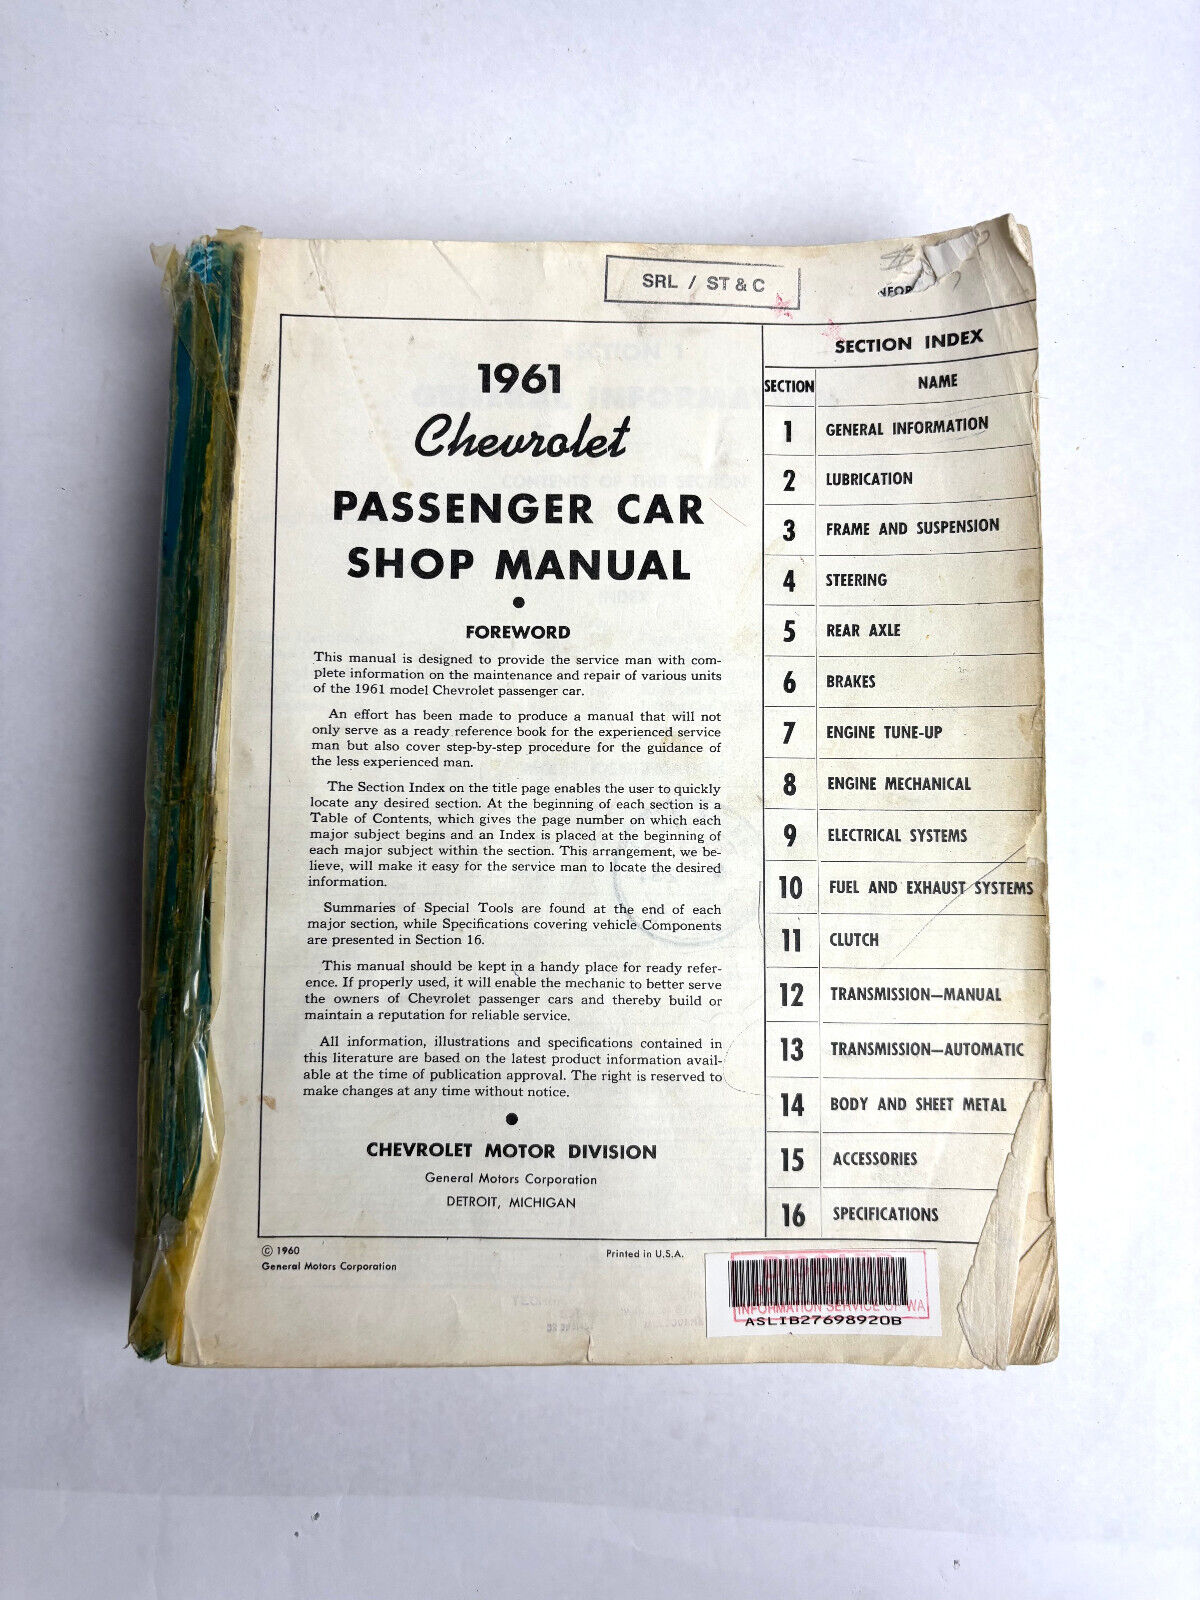 SRL / ST & C
1961
Chevrolet
PASSENGER CAR
SHOP MANUAL
FOREWORD
This manual is designed to provide the service man with com-
plete information on the maintenance and repair of various units
of the 1961 model Chevrolet passenger car.
An effort has been made to produce a manual that will not
only serve as a ready reference book for the experienced service
man but also cover step-by-step procedure for the guidance of
the less experienced man.
The Section Index on the title page enables the user to quickly
locate any desired section. At the beginning of each section is a
Table of Contents, which gives the page number on which each
major subject begins and an Index is placed at the beginning of
each major subject within the section. This arrangement, we be-
lieve, will make it easy for the service man to locate the desired
information.
Summaries of Special Tools are found at the end of each
major section, while Specifications covering vehicle Components
are presented in Section 16.
This manual should be kept in a handy place for ready refer-
ence. If properly used, it will enable the mechanic to better serve
the owners of Chevrolet passenger cars and thereby build or
maintain a reputation for reliable service.
All information, illustrations and specifications contained in
this literature are based on the latest product information avail-
able at the time of publication approval. The right is reserved to
make changes at any time without notice.
CHEVROLET MOTOR DIVISION
General Motors Corporation
DETROIT, MICHIGAN
SECTION INDEX
SECTION NAME
1 GENERAL INFORMATION
2 LUBRICATION
3 FRAME AND SUSPENSION
4 STEERING
5 REAR AXLE
6 BRAKES
7 ENGINE TUNE-UP
8 ENGINE MECHANICAL
9 ELECTRICAL SYSTEMS
10 FUEL AND EXHAUST SYSTEMS
11 CLUTCH
12 TRANSMISSION—MANUAL
13 TRANSMISSION—AUTOMATIC
14 BODY AND SHEET METAL
15 ACCESSORIES
16 SPECIFICATIONS
© 1960
General Motors Corporation
Printed in U.S.A.
INFORMATION SERVICE OF WA
ASLIB27698920B